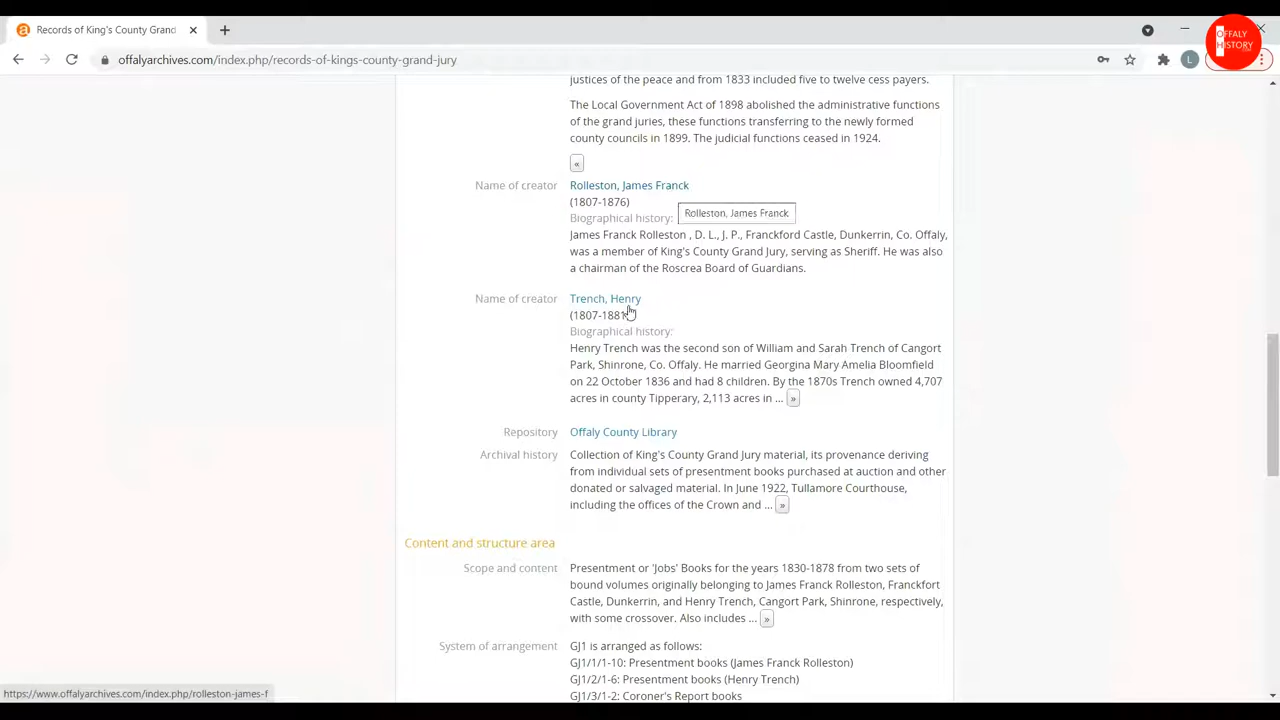 Records of King's County Grand
offalyarchives.com/index.php/records-of-kings-county-grand-jury
L
OFFALY
HISTORY
justices of the peace and from 1833 included five to twelve cess payers.
The Local Government Act of 1898 abolished the administrative functions
of the grand juries, these functions transferring to the newly formed
county councils in 1899. The judicial functions ceased in 1924.
«
Name of creator Rolleston, James Franck
(1807-1876)
Rolleston, James Franck
Biographical history:
James Franck Rolleston , D. L., J. P., Franckford Castle, Dunkerrin, Co. Offaly,
was a member of King's County Grand Jury, serving as Sheriff. He was also
a chairman of the Roscrea Board of Guardians.
Name of creator Trench, Henry
(1807-1881)
Biographical history:
Henry Trench was the second son of William and Sarah Trench of Cangort
Park, Shinrone, Co. Offaly. He married Georgina Mary Amelia Bloomfield
on 22 October 1836 and had 8 children. By the 1870s Trench owned 4,707
acres in county Tipperary, 2,113 acres in ... »
Repository Offaly County Library
Archival history Collection of King's County Grand Jury material, its provenance deriving
from individual sets of presentment books purchased at auction and other
donated or salvaged material. In June 1922, Tullamore Courthouse,
including the offices of the Crown and ... »
Content and structure area
Scope and content Presentment or 'Jobs' Books for the years 1830-1878 from two sets of
bound volumes originally belonging to James Franck Rolleston, Franckfort
Castle, Dunkerrin, and Henry Trench, Cangort Park, Shinrone, respectively,
with some crossover. Also includes ... »
System of arrangement GJ1 is arranged as follows:
GJ1/1/1-10: Presentment books (James Franck Rolleston)
GJ1/2/1-6: Presentment books (Henry Trench)
GJ1/3/1-2: Coroner's Report books
https://www.offalyarchives.com/index.php/rolleston-james-f